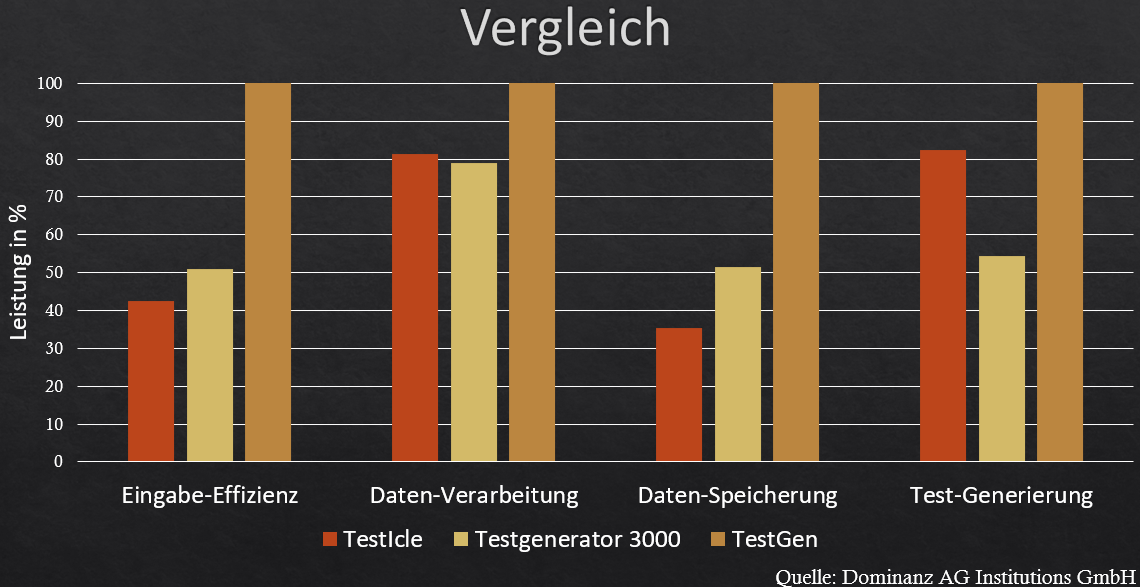 Vergleich
100
90
80
70
60
50
40
30
20
10
0
Leistung in %
Eingabe-Effizienz Daten-Verarbeitung Daten-Speicherung Test-Generierung
TestIcle Testgenerator 3000 TestGen
Quelle: Dominanz AG Institutions GmbH